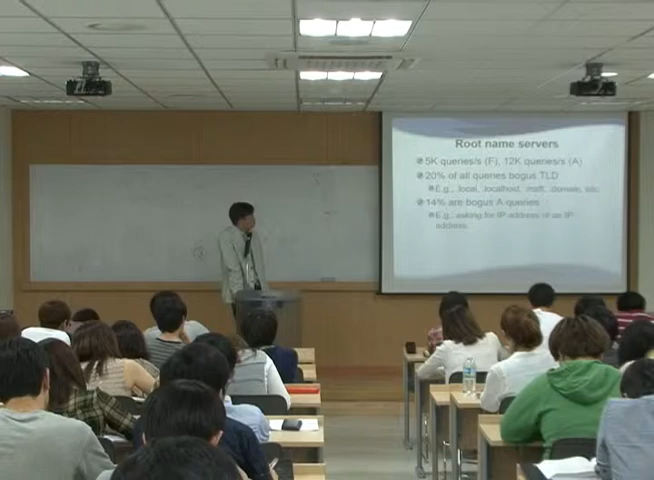 Root name servers
5K queries/s (F), 12K queries/s (A)
20% of all queries bogus TLD
E.g., .local, .localhost, .msft, .domain, etc
14% are bogus A queries
E.g., asking for IP address of an IP
address